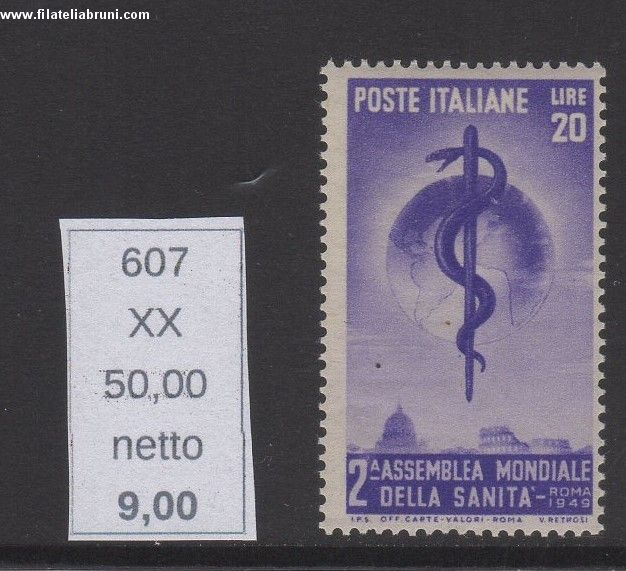 www.filateliabruni.com
607
XX
50,00
netto
9,00
POSTE ITALIANE LIRE
20
2ª ASSEMBLEA MONDIALE
DELLA SANITÀ - ROMA
1949
I.P.S. OFF. CARTE-VALORI-ROMA V. RETROSI